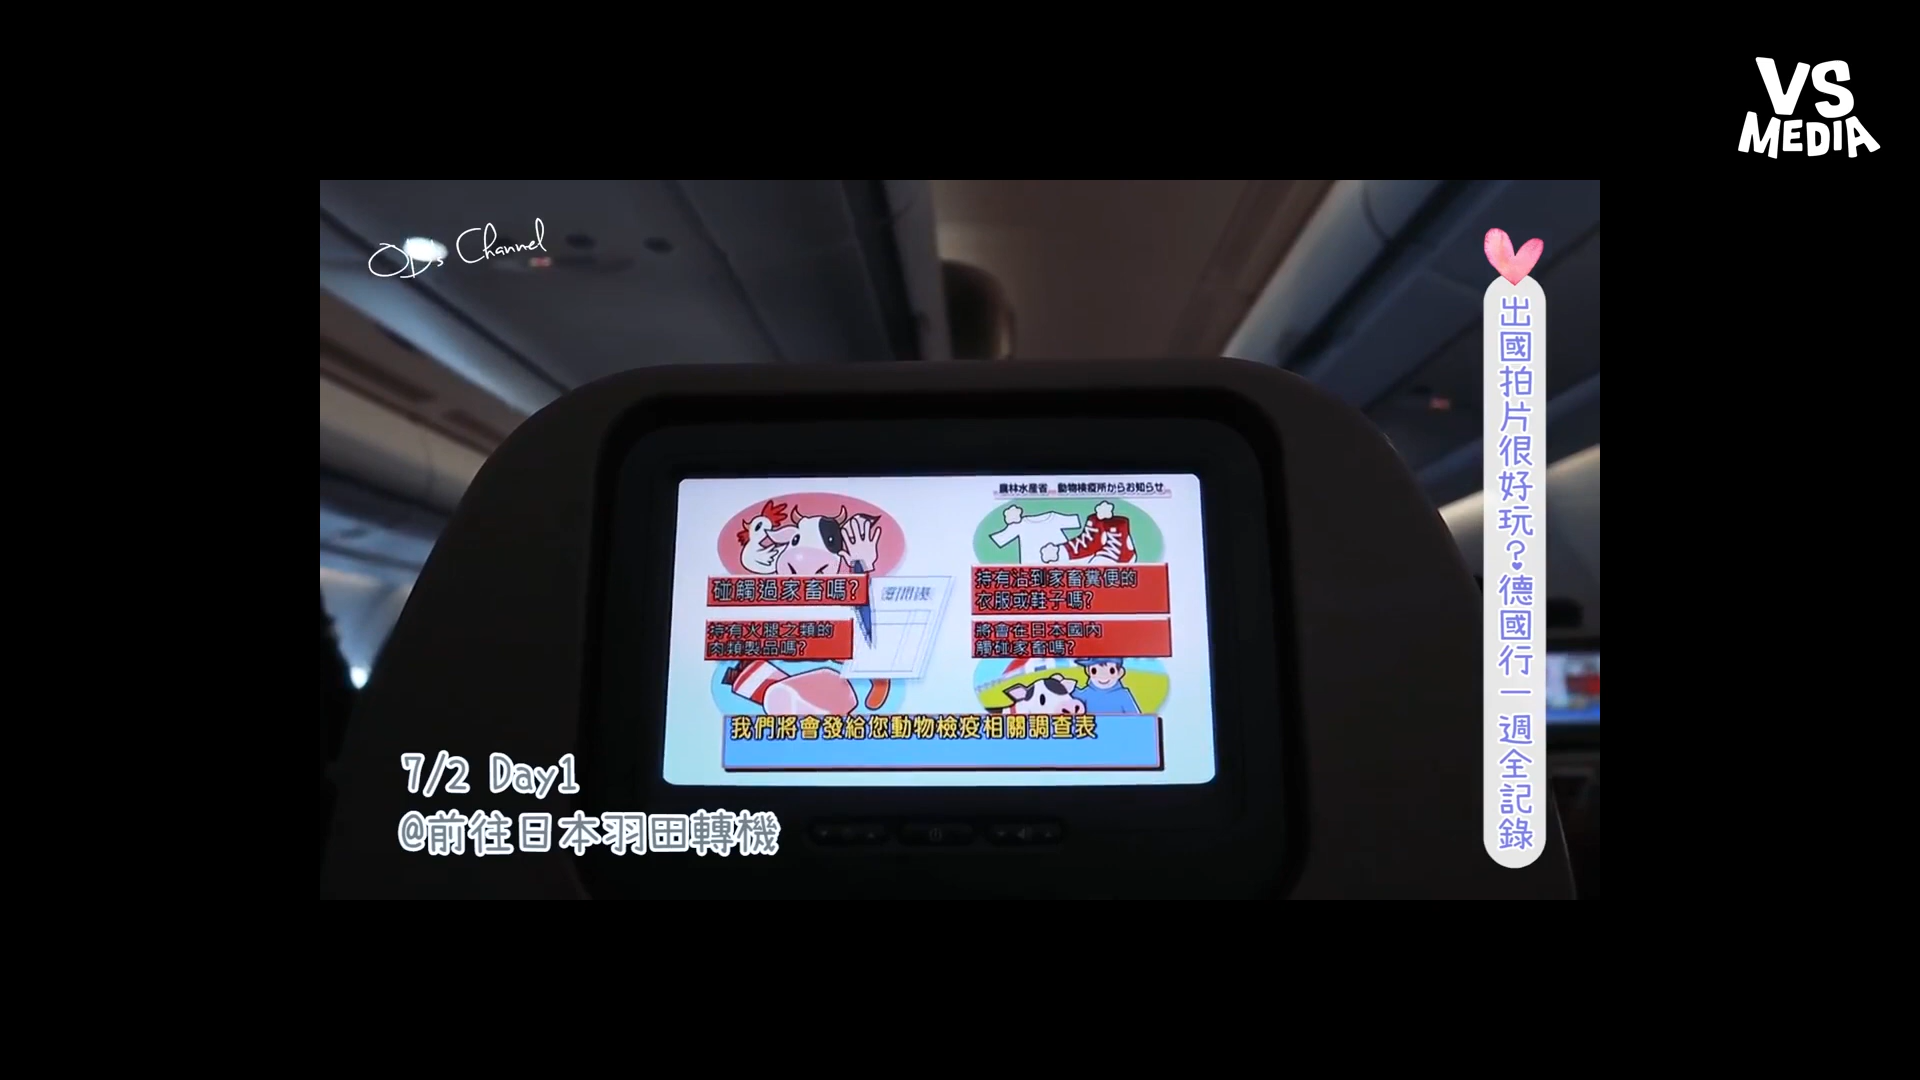 VS
MEDIA
OD's Channel
出國拍片很好玩?德國行一週全記錄
農林水産省 動物検疫所からお知らせ
碰觸過家畜嗎?
持有沾到家畜糞便的
衣服或鞋子嗎?
持有火腿之類的
肉類製品嗎?
將會在日本國內
觸碰家畜嗎?
我們將會發給您動物檢疫相關調查表
7/2 Day1
@前往日本羽田轉機